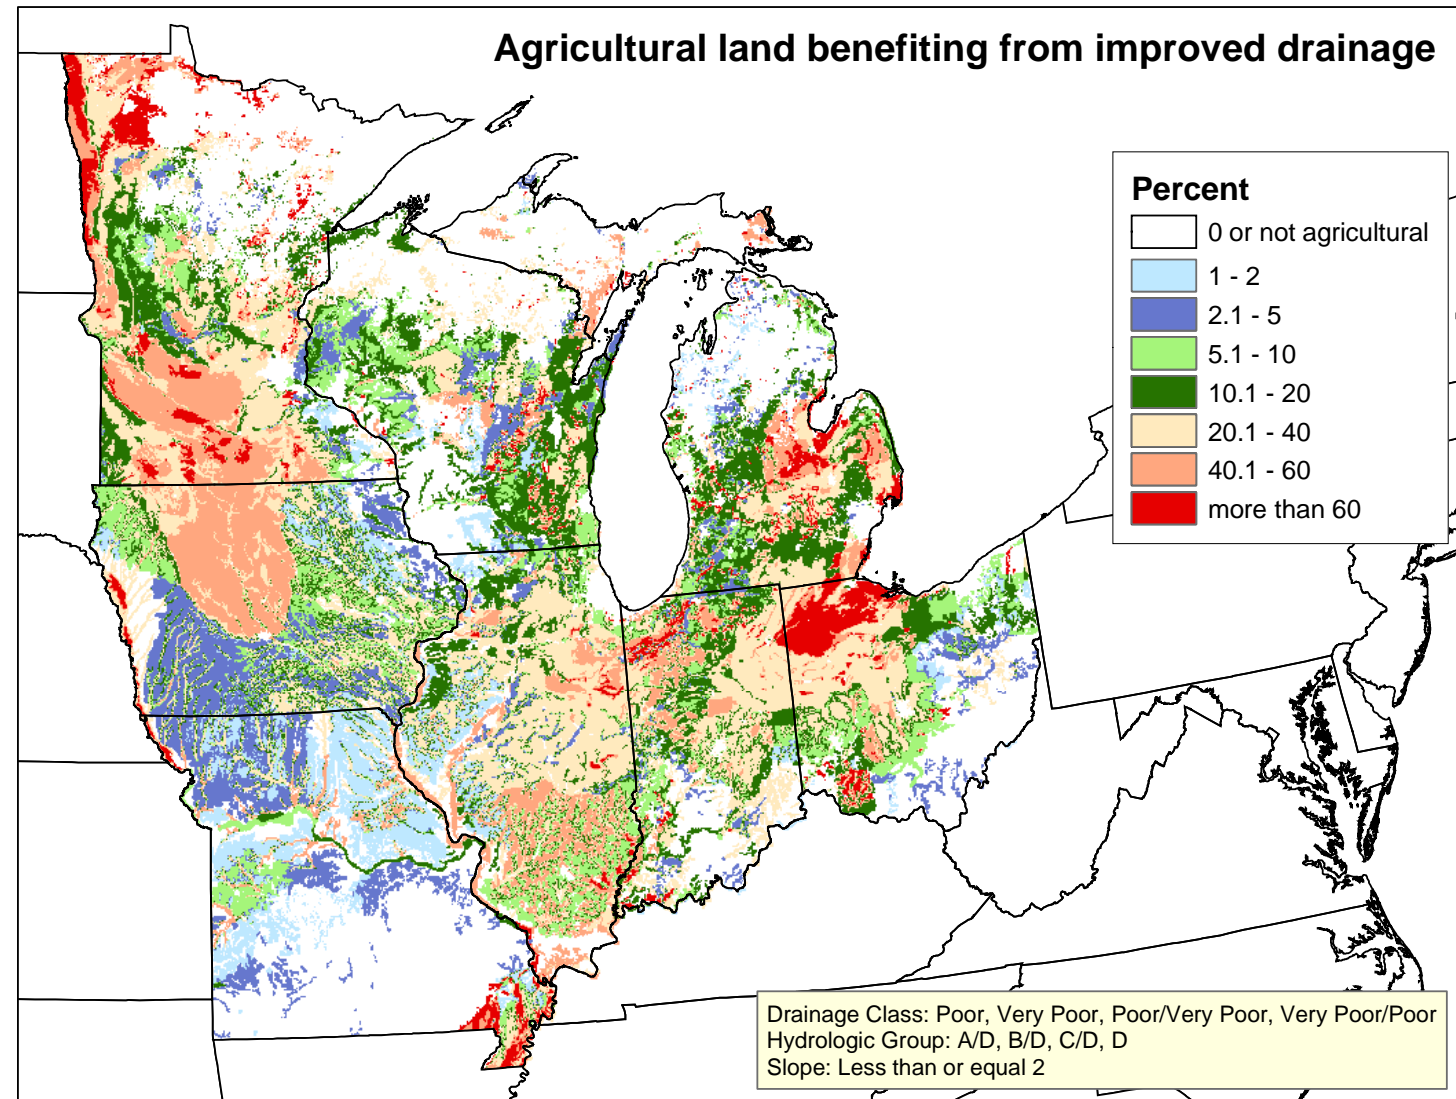 Agricultural land benefiting from improved drainage
Percent
0 or not agricultural
1 - 2
2.1 - 5
5.1 - 10
10.1 - 20
20.1 - 40
40.1 - 60
more than 60
Drainage Class: Poor, Very Poor, Poor/Very Poor, Very Poor/Poor
Hydrologic Group: A/D, B/D, C/D, D
Slope: Less than or equal 2